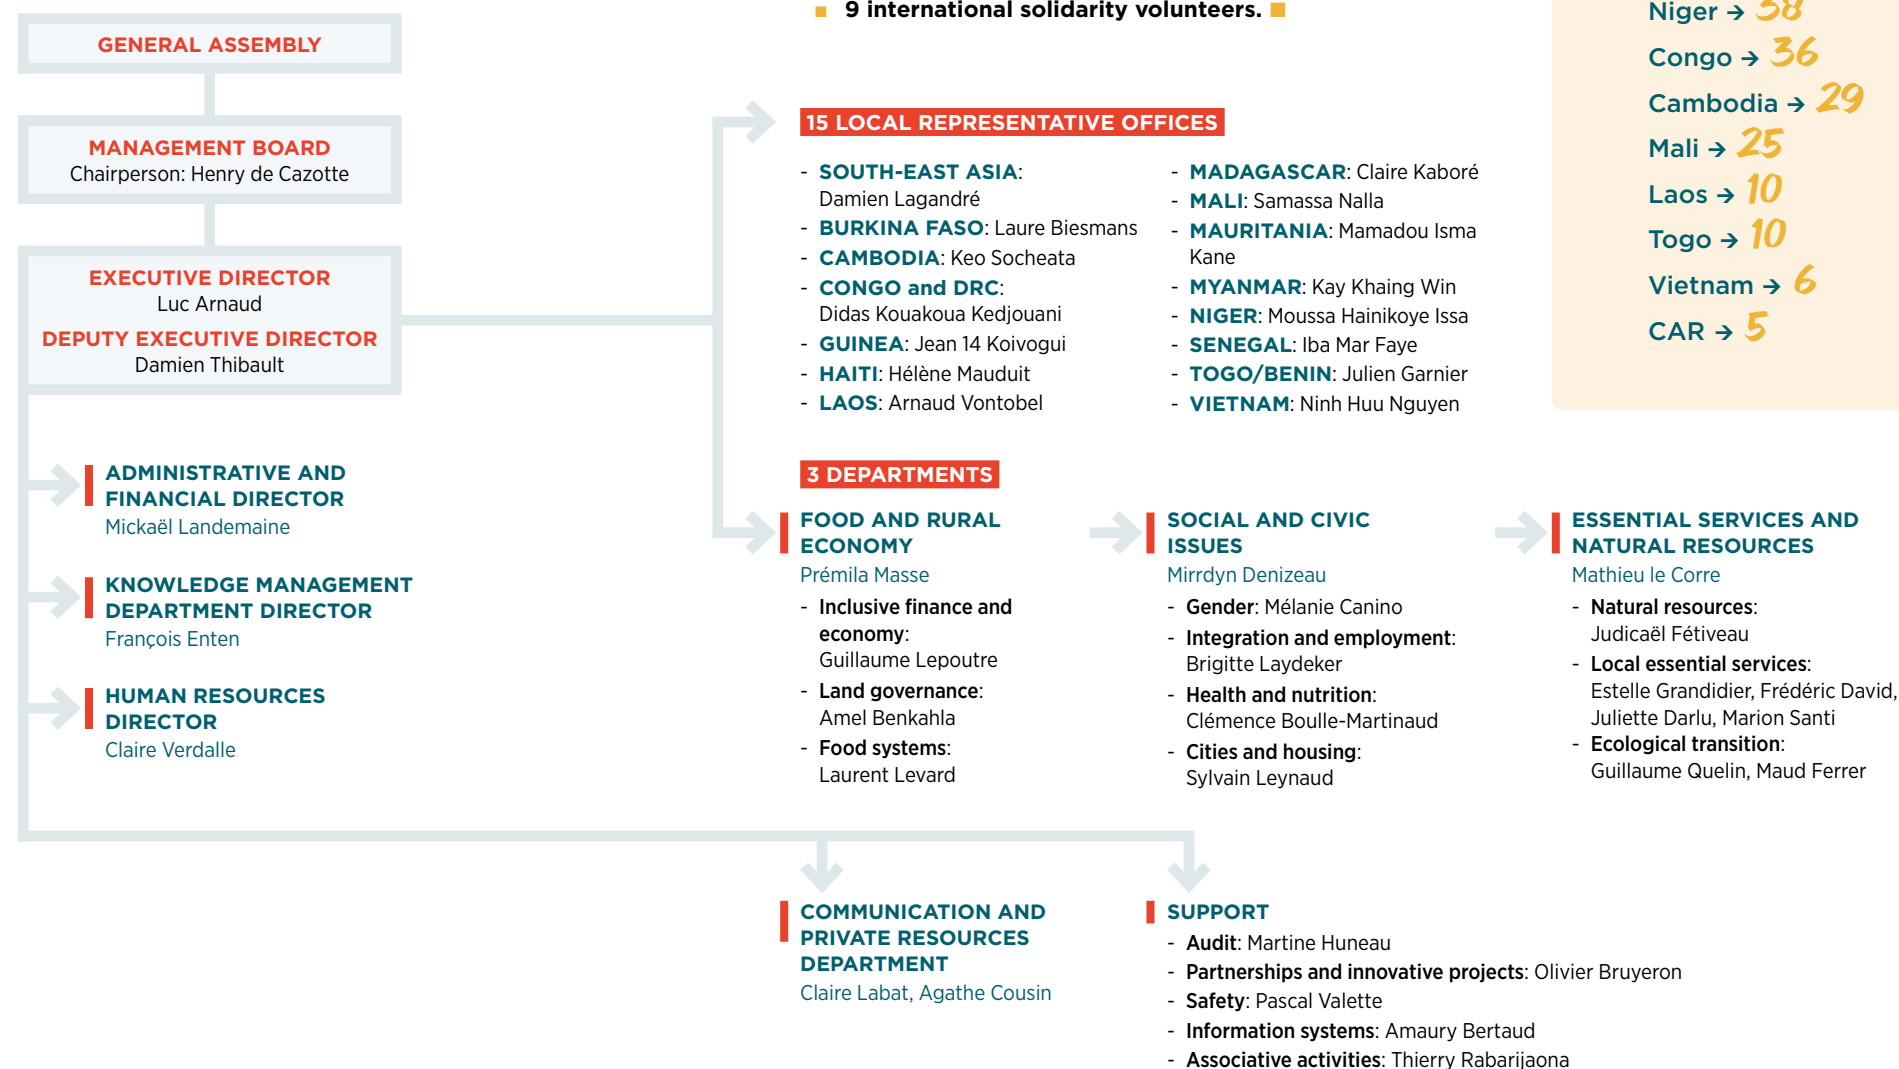 ■ 9 international solidarity volunteers. ■
GENERAL ASSEMBLY
MANAGEMENT BOARD
Chairperson: Henry de Cazotte
EXECUTIVE DIRECTOR
Luc Arnaud
DEPUTY EXECUTIVE DIRECTOR
Damien Thibault
ADMINISTRATIVE AND
FINANCIAL DIRECTOR
Mickaël Landemaine
KNOWLEDGE MANAGEMENT
DEPARTMENT DIRECTOR
François Enten
HUMAN RESOURCES
DIRECTOR
Claire Verdalle
15 LOCAL REPRESENTATIVE OFFICES
- SOUTH-EAST ASIA:
Damien Lagandré
- BURKINA FASO: Laure Biesmans
- CAMBODIA: Keo Socheata
- CONGO and DRC:
Didas Kouakoua Kedjouani
- GUINEA: Jean 14 Koivogui
- HAITI: Hélène Mauduit
- LAOS: Arnaud Vontobel
- MADAGASCAR: Claire Kaboré
- MALI: Samassa Nalla
- MAURITANIA: Mamadou Isma
Kane
- MYANMAR: Kay Khaing Win
- NIGER: Moussa Hainikoye Issa
- SENEGAL: Iba Mar Faye
- TOGO/BENIN: Julien Garnier
- VIETNAM: Ninh Huu Nguyen
Niger → 38
Congo → 36
Cambodia → 29
Mali → 25
Laos → 10
Togo → 10
Vietnam → 6
CAR → 5
3 DEPARTMENTS
FOOD AND RURAL
ECONOMY
Prémila Masse
- Inclusive finance and
economy:
Guillaume Lepoutre
- Land governance:
Amel Benkahla
- Food systems:
Laurent Levard
SOCIAL AND CIVIC
ISSUES
Mirrdyn Denizeau
- Gender: Mélanie Canino
- Integration and employment:
Brigitte Laydeker
- Health and nutrition:
Clémence Boulle-Martinaud
- Cities and housing:
Sylvain Leynaud
ESSENTIAL SERVICES AND
NATURAL RESOURCES
Mathieu le Corre
- Natural resources:
Judicaël Fétiveau
- Local essential services:
Estelle Grandidier, Frédéric David,
Juliette Darlu, Marion Santi
- Ecological transition:
Guillaume Quelin, Maud Ferrer
COMMUNICATION AND
PRIVATE RESOURCES
DEPARTMENT
Claire Labat, Agathe Cousin
SUPPORT
- Audit: Martine Huneau
- Partnerships and innovative projects: Olivier Bruyeron
- Safety: Pascal Valette
- Information systems: Amaury Bertaud
- Associative activities: Thierry Rabarijaona